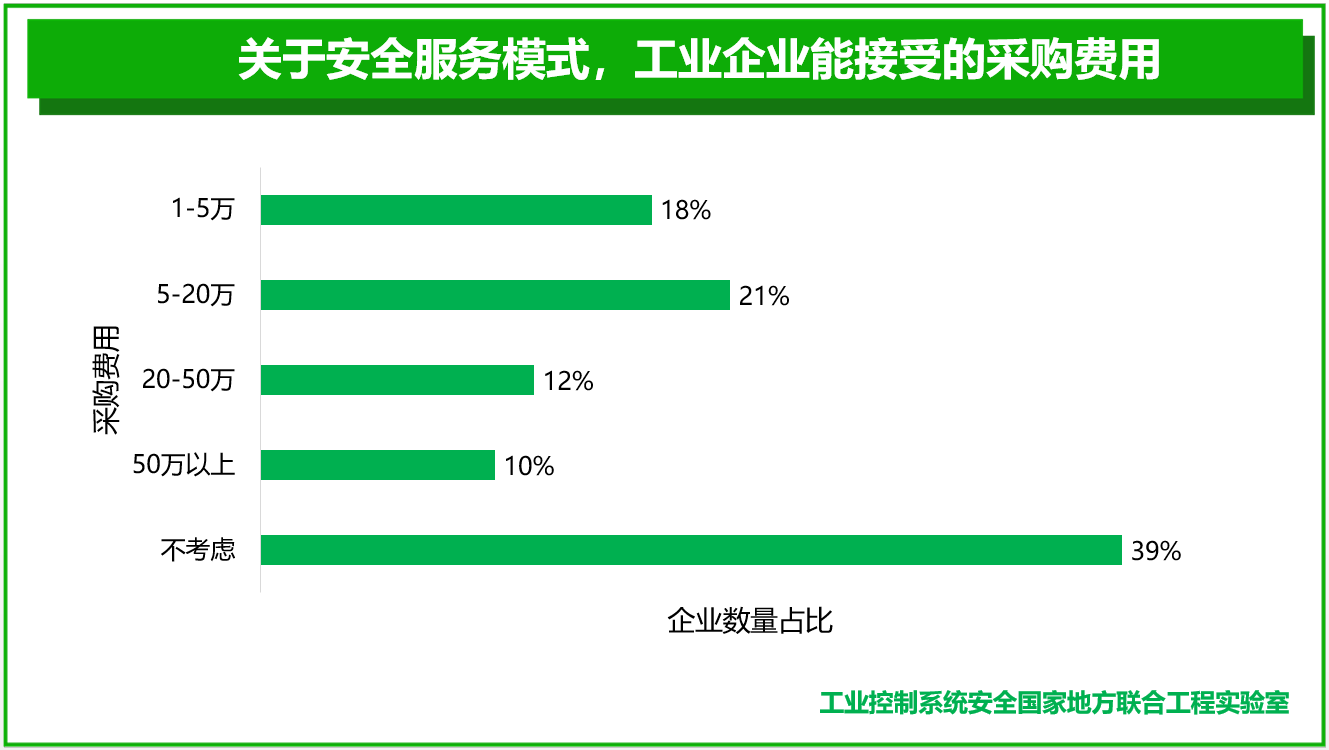 关于安全服务模式，工业企业能接受的采购费用
采购费用
1-5万
18%
5-20万
21%
20-50万
12%
50万以上
10%
不考虑
39%
企业数量占比
工业控制系统安全国家地方联合工程实验室